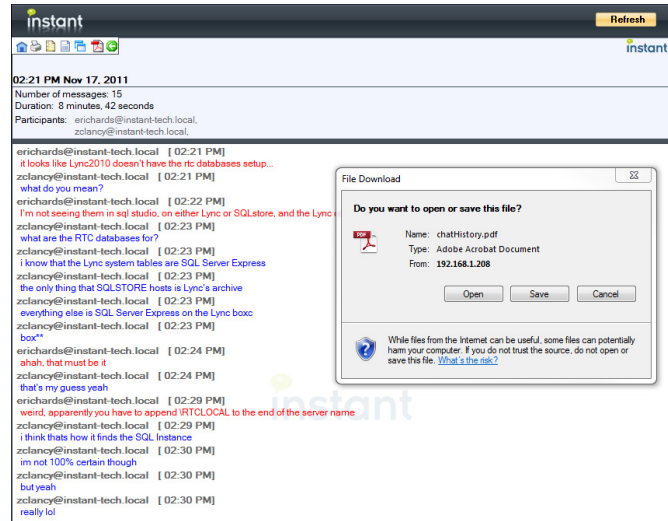 instant
Refresh
instant
02:21 PM Nov 17, 2011
Number of messages: 15
Duration: 8 minutes, 42 seconds
Participants: erichards@instant-tech.local,
zclancy@instant-tech.local,
erichards@instant-tech.local [ 02:21 PM]
it looks like Lync2010 doesn't have the rtc databases setup...
zclancy@instant-tech.local [ 02:21 PM]
what do you mean?
erichards@instant-tech.local [ 02:22 PM]
I'm not seeing them in sql studio, on either Lync or SQLstore, and the Lync
zclancy@instant-tech.local [ 02:23 PM]
what are the RTC databases for?
zclancy@instant-tech.local [ 02:23 PM]
i know that the Lync system tables are SQL Server Express
zclancy@instant-tech.local [ 02:23 PM]
the only thing that SQLSTORE hosts is Lync's archive
zclancy@instant-tech.local [ 02:23 PM]
everything else is SQL Server Express on the Lync boxc
zclancy@instant-tech.local [ 02:23 PM]
box**
erichards@instant-tech.local [ 02:24 PM]
ahah, that must be it
zclancy@instant-tech.local [ 02:24 PM]
that's my guess yeah
erichards@instant-tech.local [ 02:29 PM]
weird, apparently you have to append \RTCLOCAL to the end of the server name
zclancy@instant-tech.local [ 02:29 PM]
i think thats how it finds the SQL Instance
zclancy@instant-tech.local [ 02:30 PM]
im not 100% certain though
zclancy@instant-tech.local [ 02:30 PM]
but yeah
zclancy@instant-tech.local [ 02:30 PM]
really lol
instant
File Download
Do you want to open or save this file?
PDF
Name: chatHistory.pdf
Type: Adobe Acrobat Document
From: 192.168.1.208
Open Save Cancel
While files from the Internet can be useful, some files can potentially
harm your computer. If you do not trust the source, do not open or
save this file. What's the risk?